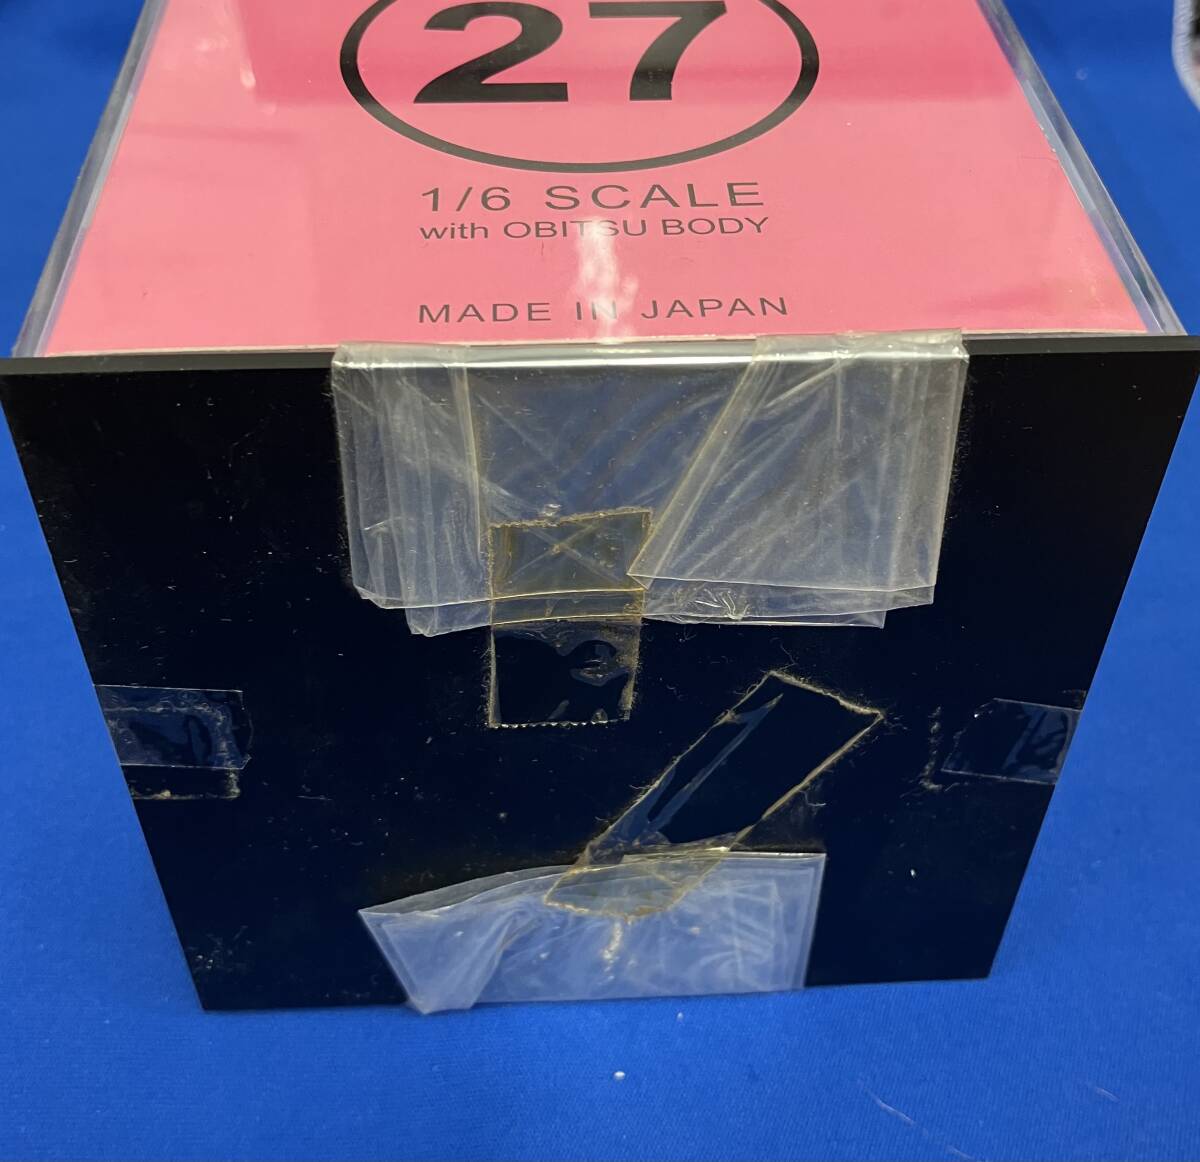 27
1/6 SCALE
with OBITSU BODY
MADE IN JAPAN